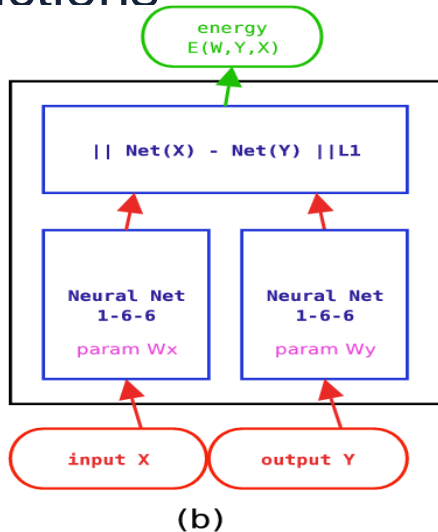 energy
E(W,Y,X)
|| Net(X) - Net(Y) ||L1
Neural Net
1-6-6
param Wx
Neural Net
1-6-6
param Wy
input X
output Y
(b)